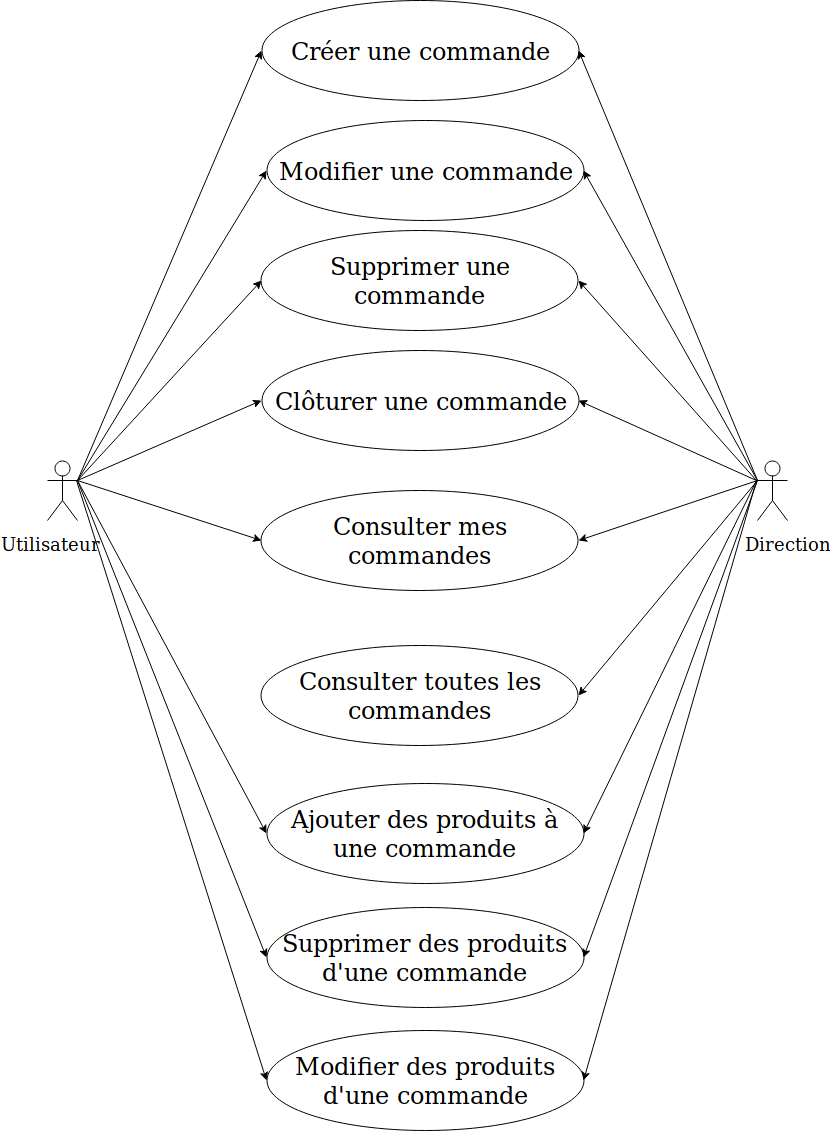 Créer une commande
Modifier une commande
Supprimer une
commande
Clôturer une commande
Utilisateur
Direction
Consulter mes
commandes
Consulter toutes les
commandes
Ajouter des produits à
une commande
Supprimer des produits
d'une commande
Modifier des produits
d'une commande